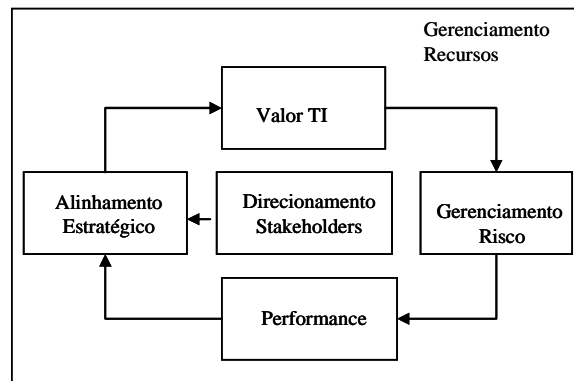 Gerenciamento
Recursos
Valor TI
Alinhamento
Estratégico
Direcionamento
Stakeholders
Gerenciamento
Risco
Performance